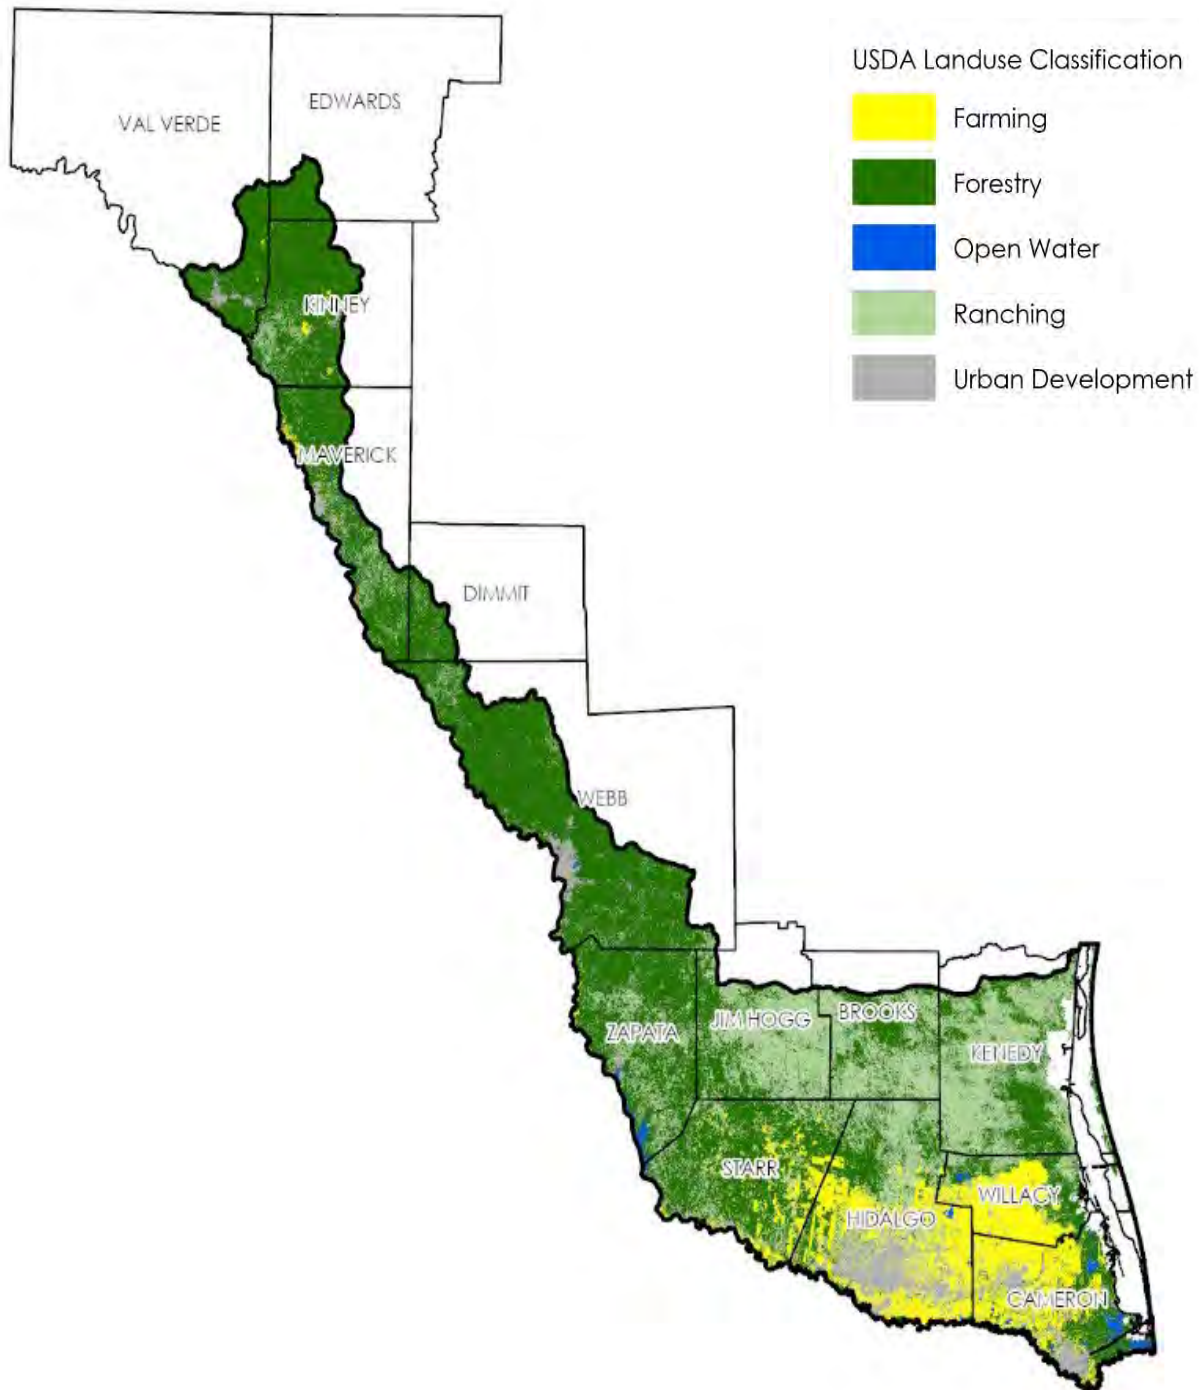 USDA Landuse Classification
Farming
Forestry
Open Water
Ranching
Urban Development
EDWARDS
VAL VERDE
KINNEY
MAVERICK
DIMMIT
WEBB
ZAPATA
JIM HOGG
BROOKS
KENEDY
STARR
HIDALGO
WILLACY
CAMERON